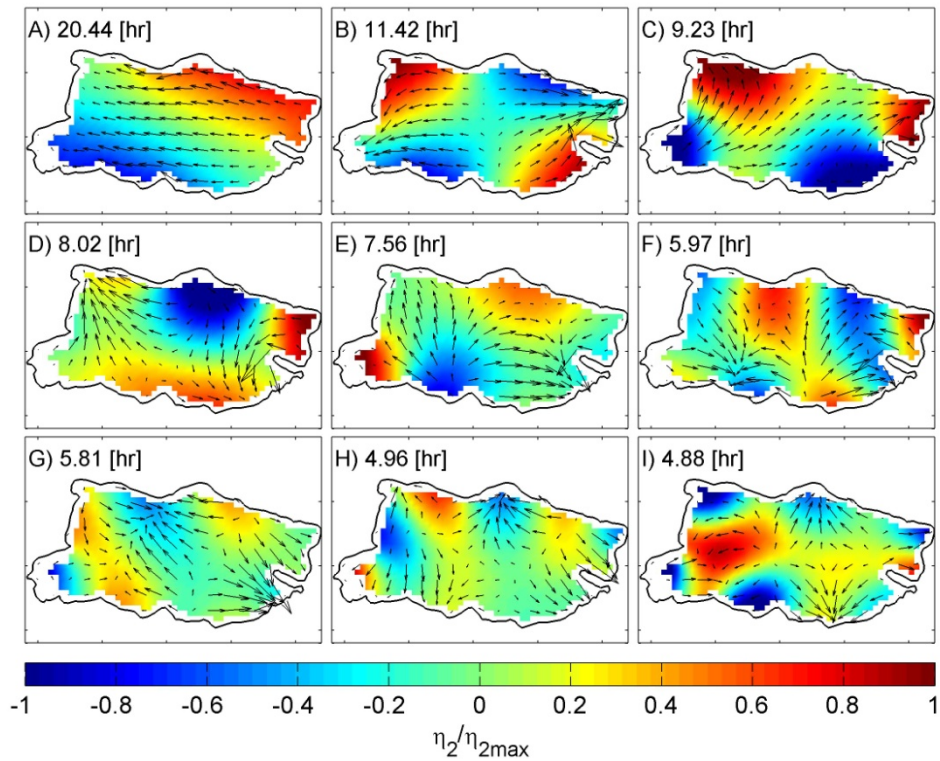 A) 20.44 [hr]
B) 11.42 [hr]
C) 9.23 [hr]
D) 8.02 [hr]
E) 7.56 [hr]
F) 5.97 [hr]
G) 5.81 [hr]
H) 4.96 [hr]
I) 4.88 [hr]
-1 -0.8 -0.6 -0.4 -0.2 0 0.2 0.4 0.6 0.8 1
η2/η2max